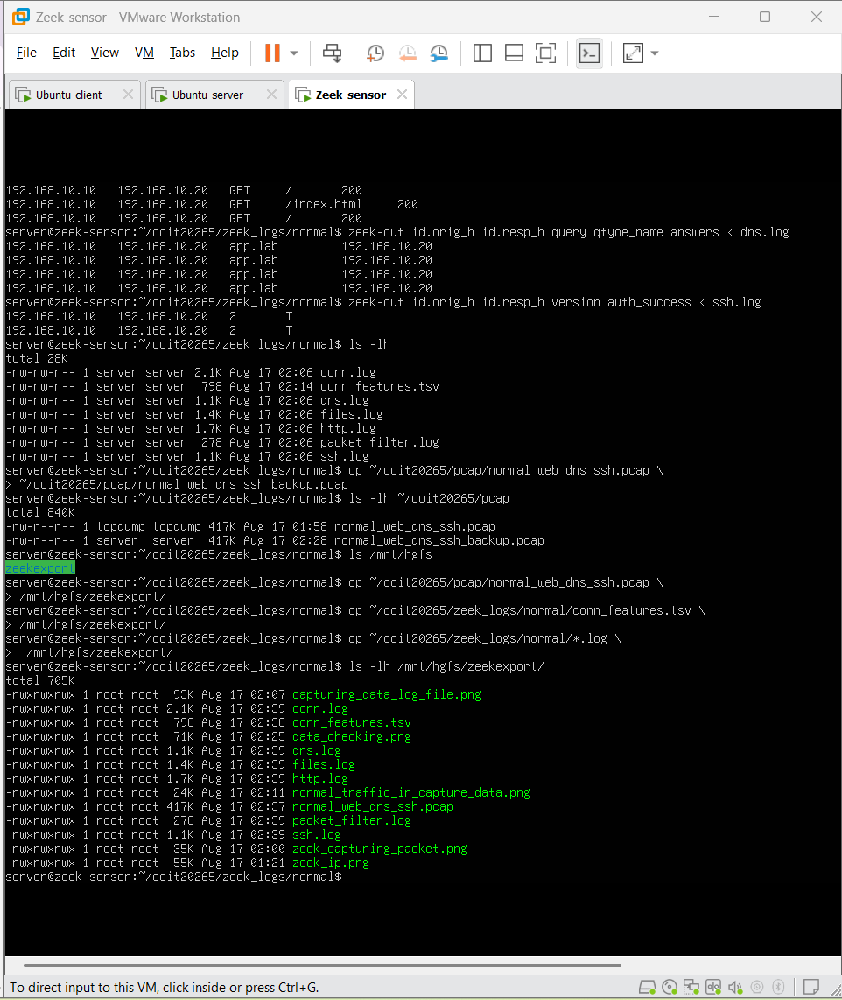 Zeek-sensor - VMware Workstation
File Edit View VM Tabs Help
Ubuntu-client Ubuntu-server Zeek-sensor
192.168.10.10 192.168.10.20 GET / 200
192.168.10.10 192.168.10.20 GET /index.html 200
192.168.10.10 192.168.10.20 GET / 200
server@zeek-sensor:~/coit20265/zeek_logs/normal$ zeek-cut id.orig_h id.resp_h query qtyoe_name answers < dns.log
192.168.10.10 192.168.10.20 app.lab 192.168.10.20
192.168.10.10 192.168.10.20 app.lab 192.168.10.20
192.168.10.10 192.168.10.20 app.lab 192.168.10.20
192.168.10.10 192.168.10.20 app.lab 192.168.10.20
server@zeek-sensor:~/coit20265/zeek_logs/normal$ zeek-cut id.orig_h id.resp_h version auth_success < ssh.log
192.168.10.10 192.168.10.20 2 T
192.168.10.10 192.168.10.20 2 T
server@zeek-sensor:~/coit20265/zeek_logs/normal$ ls -lh
total 28K
-rw-rw-r-- 1 server server 2.1K Aug 17 02:06 conn.log
-rw-rw-r-- 1 server server 798 Aug 17 02:14 conn_features.tsv
-rw-rw-r-- 1 server server 1.1K Aug 17 02:06 dns.log
-rw-rw-r-- 1 server server 1.4K Aug 17 02:06 files.log
-rw-rw-r-- 1 server server 1.7K Aug 17 02:06 http.log
-rw-rw-r-- 1 server server 278 Aug 17 02:06 packet_filter.log
-rw-rw-r-- 1 server server 1.1K Aug 17 02:06 ssh.log
server@zeek-sensor:~/coit20265/zeek_logs/normal$ cp ~/coit20265/pcap/normal_web_dns_ssh.pcap \
> ~/coit20265/pcap/normal_web_dns_ssh_backup.pcap
server@zeek-sensor:~/coit20265/zeek_logs/normal$ ls -lh ~/coit20265/pcap
total 840K
-rw-r--r-- 1 tcpdump tcpdump 417K Aug 17 01:58 normal_web_dns_ssh.pcap
-rw-r--r-- 1 server server 417K Aug 17 02:28 normal_web_dns_ssh_backup.pcap
server@zeek-sensor:~/coit20265/zeek_logs/normal$ ls /mnt/hgfs
zeekexport
server@zeek-sensor:~/coit20265/zeek_logs/normal$ cp ~/coit20265/pcap/normal_web_dns_ssh.pcap \
> /mnt/hgfs/zeekexport/
server@zeek-sensor:~/coit20265/zeek_logs/normal$ cp ~/coit20265/zeek_logs/normal/conn_features.tsv \
> /mnt/hgfs/zeekexport/
server@zeek-sensor:~/coit20265/zeek_logs/normal$ cp ~/coit20265/zeek_logs/normal/*.log \
> /mnt/hgfs/zeekexport/
server@zeek-sensor:~/coit20265/zeek_logs/normal$ ls -lh /mnt/hgfs/zeekexport/
total 705K
-rwxrwxrwx 1 root root 93K Aug 17 02:07 capturing_data_log_file.png
-rwxrwxrwx 1 root root 2.1K Aug 17 02:39 conn.log
-rwxrwxrwx 1 root root 798 Aug 17 02:38 conn_features.tsv
-rwxrwxrwx 1 root root 71K Aug 17 02:25 data_checking.png
-rwxrwxrwx 1 root root 1.1K Aug 17 02:39 dns.log
-rwxrwxrwx 1 root root 1.4K Aug 17 02:39 files.log
-rwxrwxrwx 1 root root 1.7K Aug 17 02:39 http.log
-rwxrwxrwx 1 root root 24K Aug 17 02:11 normal_traffic_in_capture_data.png
-rwxrwxrwx 1 root root 417K Aug 17 02:37 normal_web_dns_ssh.pcap
-rwxrwxrwx 1 root root 278 Aug 17 02:39 packet_filter.log
-rwxrwxrwx 1 root root 1.1K Aug 17 02:39 ssh.log
-rwxrwxrwx 1 root root 35K Aug 17 02:00 zeek_capturing_packet.png
-rwxrwxrwx 1 root root 55K Aug 17 01:21 zeek_ip.png
server@zeek-sensor:~/coit20265/zeek_logs/normal$
To direct input to this VM, click inside or press Ctrl+G.